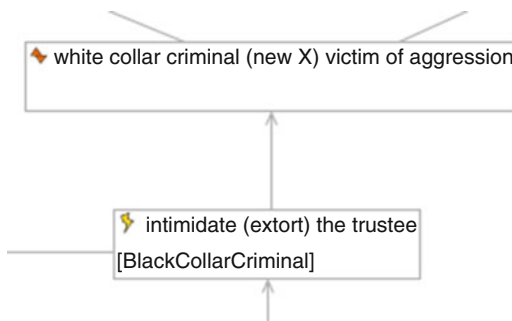 white collar criminal (new X) victim of aggression
intimidate (extort) the trustee
[BlackCollarCriminal]